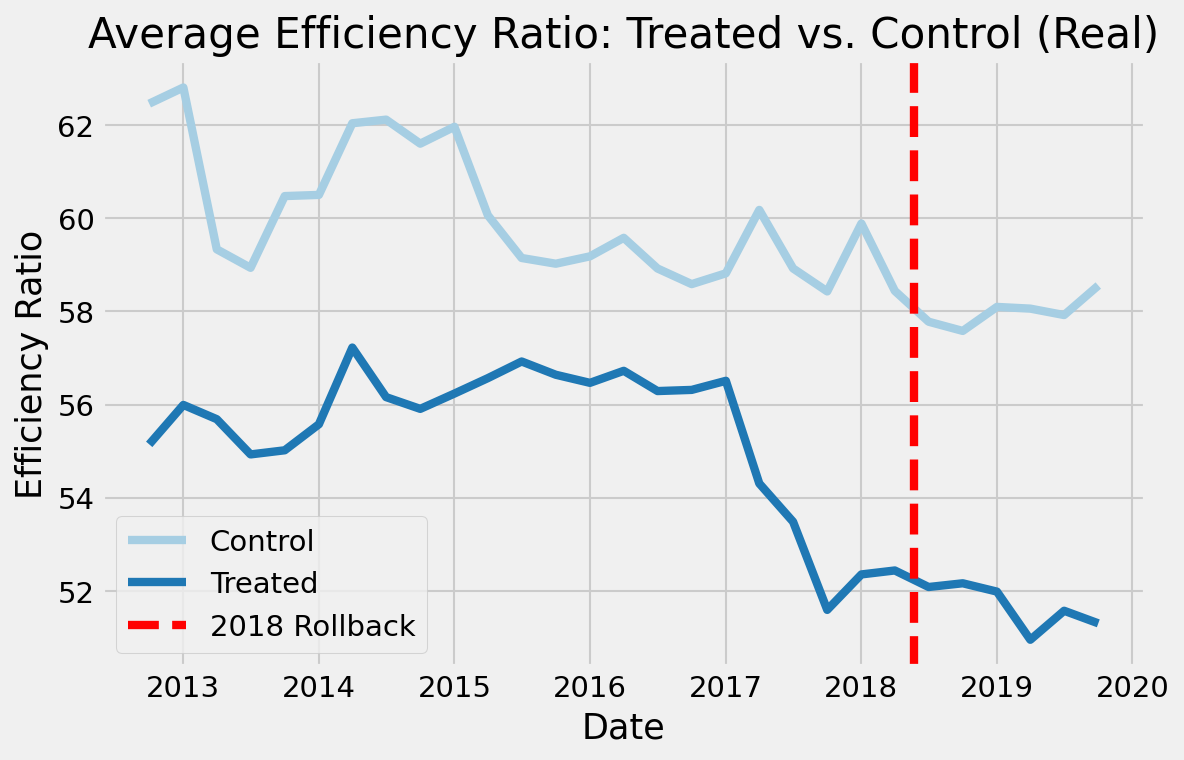 Average Efficiency Ratio: Treated vs. Control (Real)
Efficiency Ratio
62
60
58
56
54
52
Control
Treated
2018 Rollback
2013 2014 2015 2016 2017 2018 2019 2020
Date